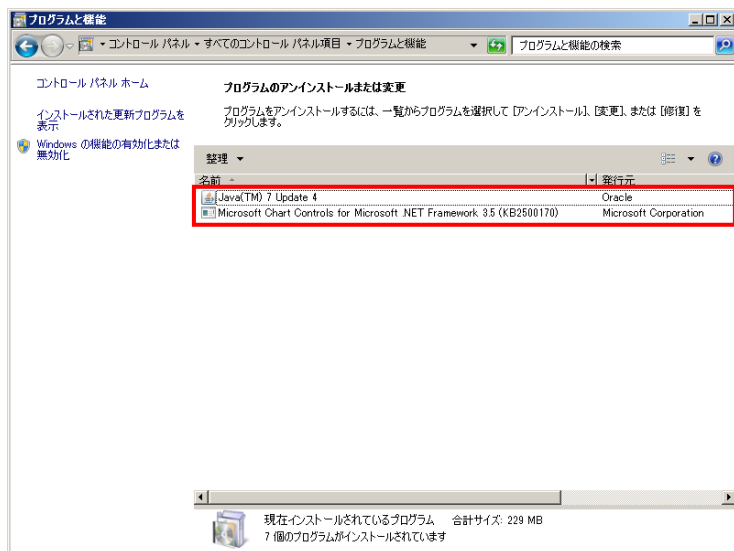 プログラムと機能
コントロール パネル すべてのコントロール パネル項目 プログラムと機能
プログラムと機能の検索
コントロール パネル ホーム
インストールされた更新プログラムを
表示
Windows の機能の有効化または
無効化
プログラムのアンインストールまたは変更
プログラムをアンインストールするには、一覧からプログラムを選択して [アンインストール]、[変更]、または [修復] を
クリックします。
整理
名前 発行元
Java(TM) 7 Update 4 Oracle
Microsoft Chart Controls for Microsoft .NET Framework 3.5 (KB2500170) Microsoft Corporation
現在インストールされているプログラム 合計サイズ: 229 MB
7 個のプログラムがインストールされています